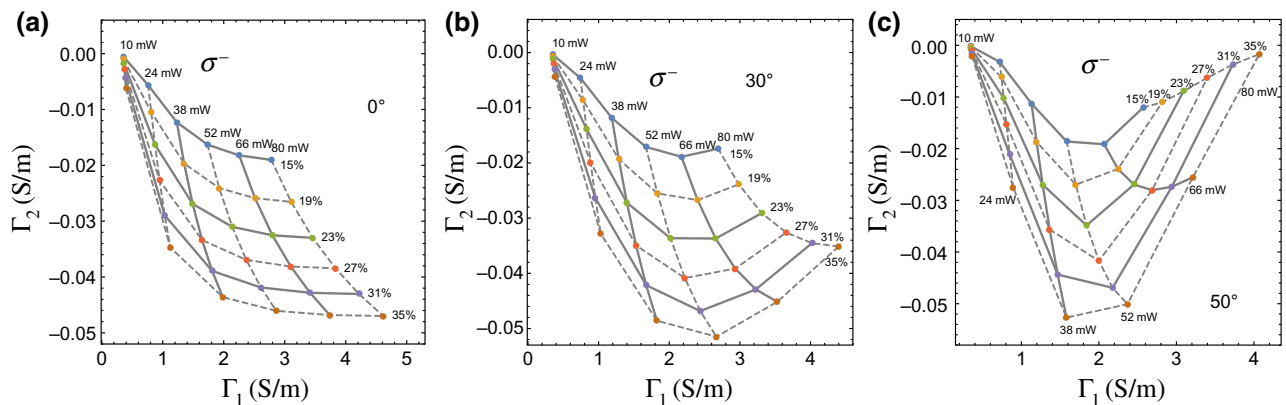 (a)
0.00
−0.01
−0.02
−0.03
−0.04
−0.05
Γ2 (S/m)
0 1 2 3 4 5
Γ1 (S/m)
σ−
0°
10 mW
24 mW
38 mW
52 mW
66 mW
80 mW
15%
19%
23%
27%
31%
35%
(b)
0.00
−0.01
−0.02
−0.03
−0.04
−0.05
0 1 2 3 4
Γ1 (S/m)
σ−
30°
10 mW
24 mW
38 mW
52 mW
66 mW
80 mW
15%
19%
23%
27%
31%
35%
(c)
0.00
−0.01
−0.02
−0.03
−0.04
−0.05
1 2 3 4
Γ1 (S/m)
σ−
50°
10 mW
15%
19%
23%
27%
31%
35%
80 mW
66 mW
24 mW
52 mW
38 mW